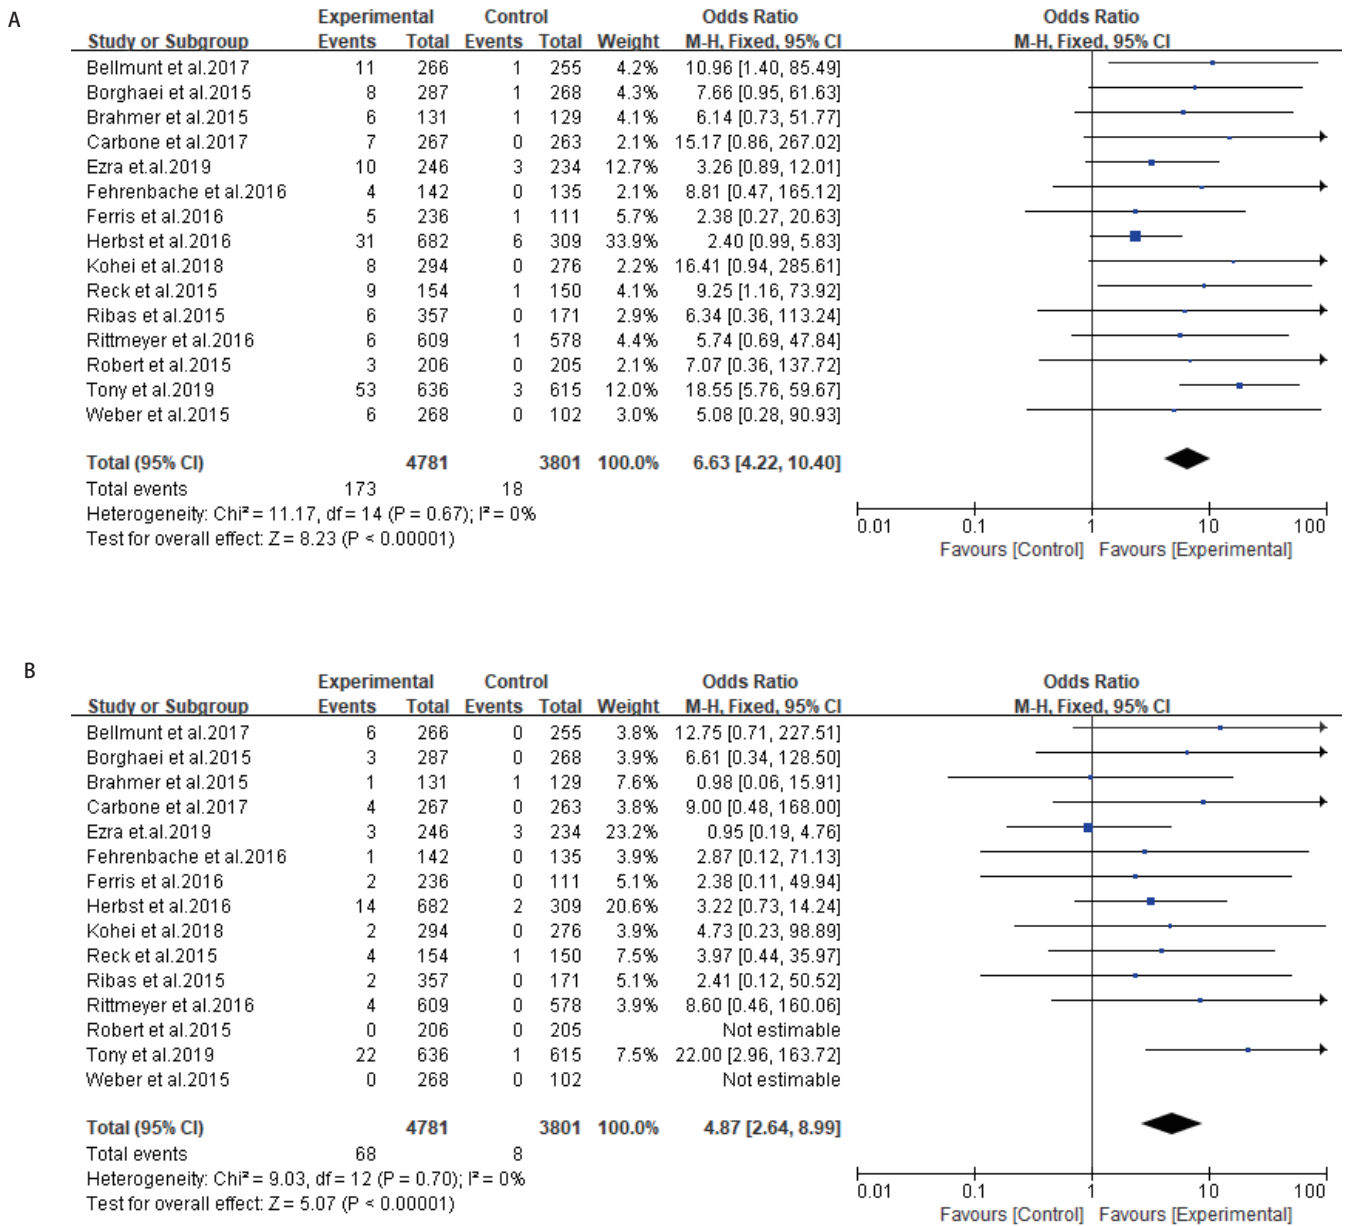 A
Experimental Control Odds Ratio Odds Ratio
Study or Subgroup Events Total Events Total Weight M-H, Fixed, 95% CI M-H, Fixed, 95% CI
Bellmunt et al.2017 11 266 1 255 4.2% 10.96 [1.40, 85.49]
Borghaei et al.2015 8 287 1 268 4.3% 7.66 [0.95, 61.63]
Brahmer et al.2015 6 131 1 129 4.1% 6.14 [0.73, 51.77]
Carbone et al.2017 7 267 0 263 2.1% 15.17 [0.86, 267.02]
Ezra et.al.2019 10 246 3 234 12.7% 3.26 [0.89, 12.01]
Fehrenbache et al.2016 4 142 0 135 2.1% 8.81 [0.47, 165.12]
Ferris et al.2016 5 236 1 111 5.7% 2.38 [0.27, 20.63]
Herbst et al.2016 31 682 6 309 33.9% 2.40 [0.99, 5.83]
Kohei et al.2018 8 294 0 276 2.2% 16.41 [0.94, 285.61]
Reck et al.2015 9 154 1 150 4.1% 9.25 [1.16, 73.92]
Ribas et al.2015 6 357 0 171 2.9% 6.34 [0.36, 113.24]
Rittmeyer et al.2016 6 609 1 578 4.4% 5.74 [0.69, 47.84]
Robert et al.2015 3 206 0 205 2.1% 7.07 [0.36, 137.72]
Tony et al.2019 53 636 3 615 12.0% 18.55 [5.76, 59.67]
Weber et al.2015 6 268 0 102 3.0% 5.08 [0.28, 90.93]
Total (95% CI) 4781 3801 100.0% 6.63 [4.22, 10.40]
Total events 173 18
Heterogeneity: Chi² = 11.17, df = 14 (P = 0.67); I² = 0%
Test for overall effect: Z = 8.23 (P < 0.00001)
0.01 0.1 1 10 100
Favours [Control] Favours [Experimental]
B
Experimental Control Odds Ratio Odds Ratio
Study or Subgroup Events Total Events Total Weight M-H, Fixed, 95% CI M-H, Fixed, 95% CI
Bellmunt et al.2017 6 266 0 255 3.8% 12.75 [0.71, 227.51]
Borghaei et al.2015 3 287 0 268 3.9% 6.61 [0.34, 128.50]
Brahmer et al.2015 1 131 1 129 7.6% 0.98 [0.06, 15.91]
Carbone et al.2017 4 267 0 263 3.8% 9.00 [0.48, 168.00]
Ezra et.al.2019 3 246 3 234 23.2% 0.95 [0.19, 4.76]
Fehrenbache et al.2016 1 142 0 135 3.9% 2.87 [0.12, 71.13]
Ferris et al.2016 2 236 0 111 5.1% 2.38 [0.11, 49.94]
Herbst et al.2016 14 682 2 309 20.6% 3.22 [0.73, 14.24]
Kohei et al.2018 2 294 0 276 3.9% 4.73 [0.23, 98.89]
Reck et al.2015 4 154 1 150 7.5% 3.97 [0.44, 35.97]
Ribas et al.2015 2 357 0 171 5.1% 2.41 [0.12, 50.52]
Rittmeyer et al.2016 4 609 0 578 3.9% 8.60 [0.46, 160.06]
Robert et al.2015 0 206 0 205 Not estimable
Tony et al.2019 22 636 1 615 7.5% 22.00 [2.96, 163.72]
Weber et al.2015 0 268 0 102 Not estimable
Total (95% CI) 4781 3801 100.0% 4.87 [2.64, 8.99]
Total events 68 8
Heterogeneity: Chi² = 9.03, df = 12 (P = 0.70); I² = 0%
Test for overall effect: Z = 5.07 (P < 0.00001)
0.01 0.1 1 10 100
Favours [Control] Favours [Experimental]